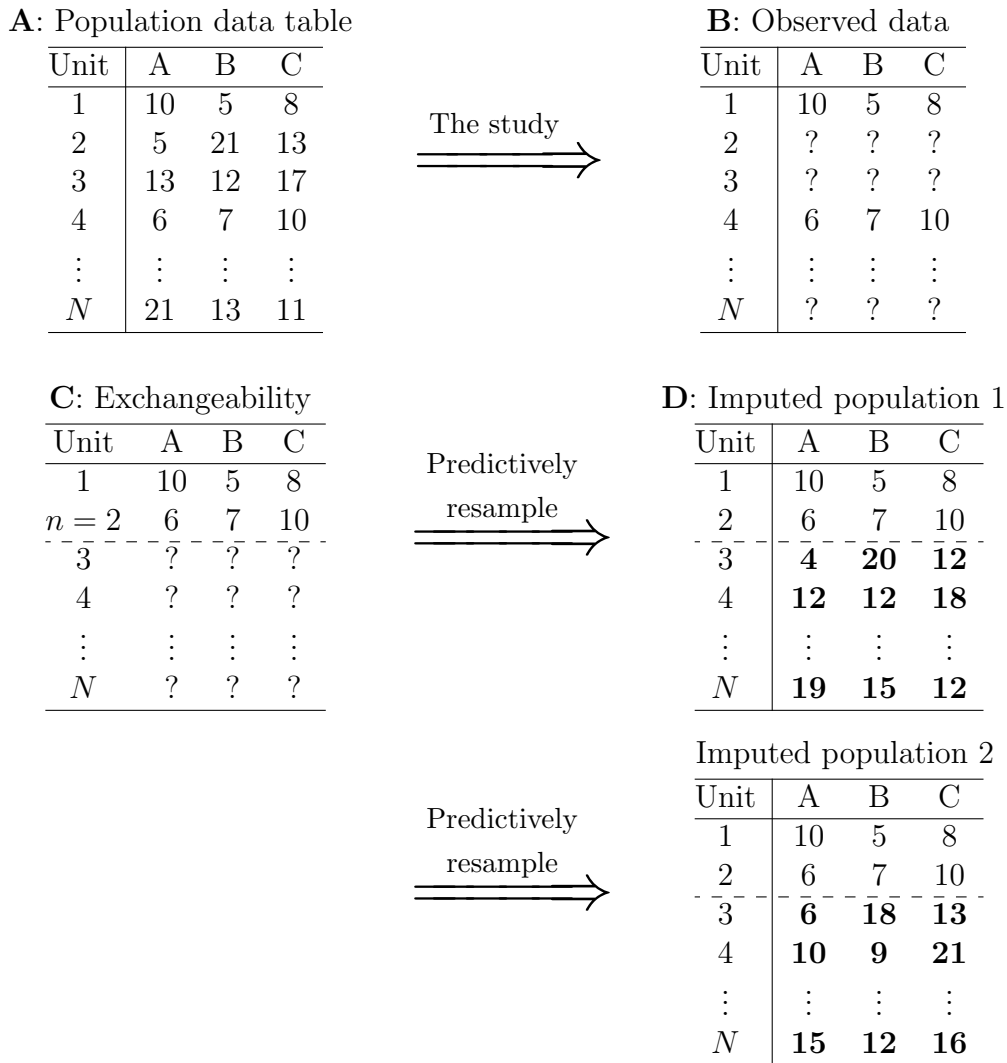 A: Population data table
Unit A B C
1 10 5 8
2 5 21 13
3 13 12 17
4 6 7 10
⋮ ⋮ ⋮ ⋮
N 21 13 11
The study
B: Observed data
Unit A B C
1 10 5 8
2 ? ? ?
3 ? ? ?
4 6 7 10
⋮ ⋮ ⋮ ⋮
N ? ? ?
C: Exchangeability
Unit A B C
1 10 5 8
n = 2 6 7 10
3 ? ? ?
4 ? ? ?
⋮ ⋮ ⋮ ⋮
N ? ? ?
Predictively
resample
D: Imputed population 1
Unit A B C
1 10 5 8
2 6 7 10
3 4 20 12
4 12 12 18
⋮ ⋮ ⋮ ⋮
N 19 15 12
Predictively
resample
Imputed population 2
Unit A B C
1 10 5 8
2 6 7 10
3 6 18 13
4 10 9 21
⋮ ⋮ ⋮ ⋮
N 15 12 16